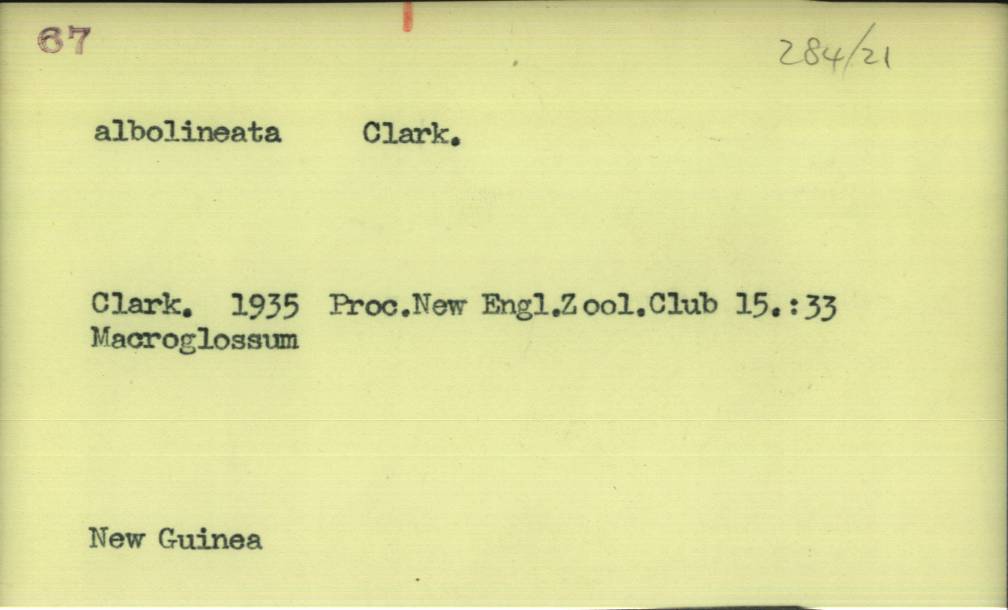 67
284/21
albolineata Clark.
Clark. 1935 Proc.New Engl.Zool.Club 15.:33
Macroglossum
New Guinea